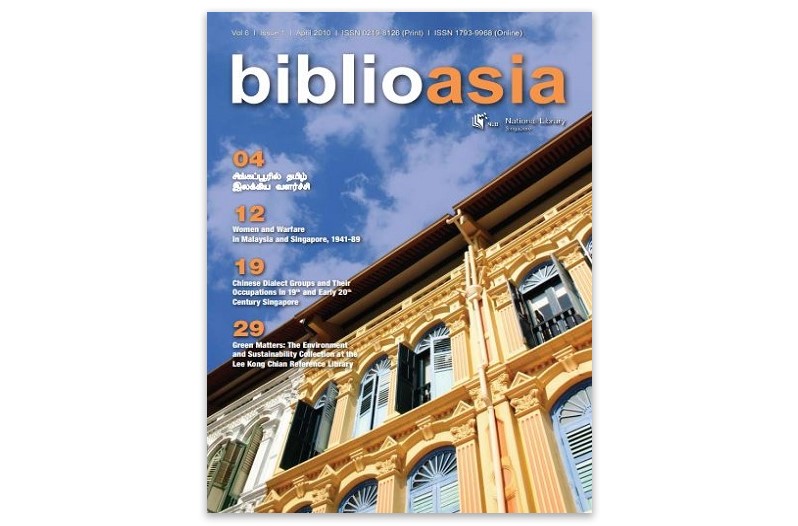 Vol 6 | Issue 1 | April 2010 | ISSN 0219-8126 (Print) | ISSN 1793-9968 (Online)
biblioasia
NLB National Library
Singapore
04
சிங்கப்பூரில் தமிழ்
இலக்கிய வளர்ச்சி
12
Women and Warfare
in Malaysia and Singapore, 1941-89
19
Chinese Dialect Groups and Their
Occupations in 19th and Early 20th
Century Singapore
29
Green Matters: The Environment
and Sustainability Collection at the
Lee Kong Chian Reference Library